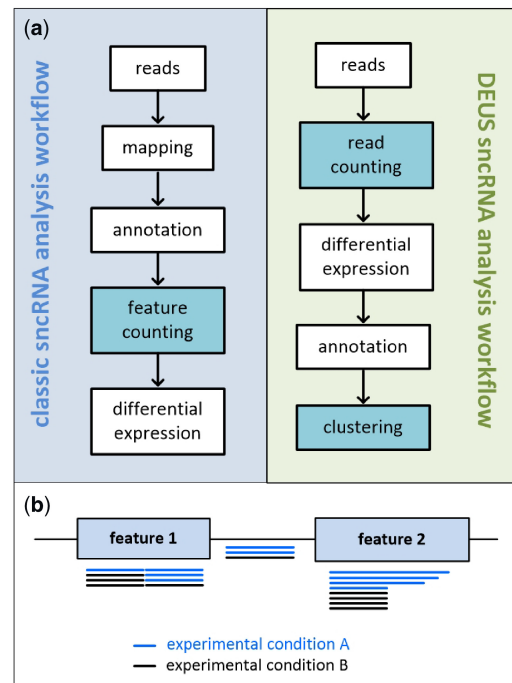 (a)
classic sncRNA analysis workflow
reads
mapping
annotation
feature
counting
differential
expression
reads
read
counting
differential
expression
annotation
clustering
DEUS sncRNA analysis workflow
(b)
feature 1
feature 2
experimental condition A
experimental condition B